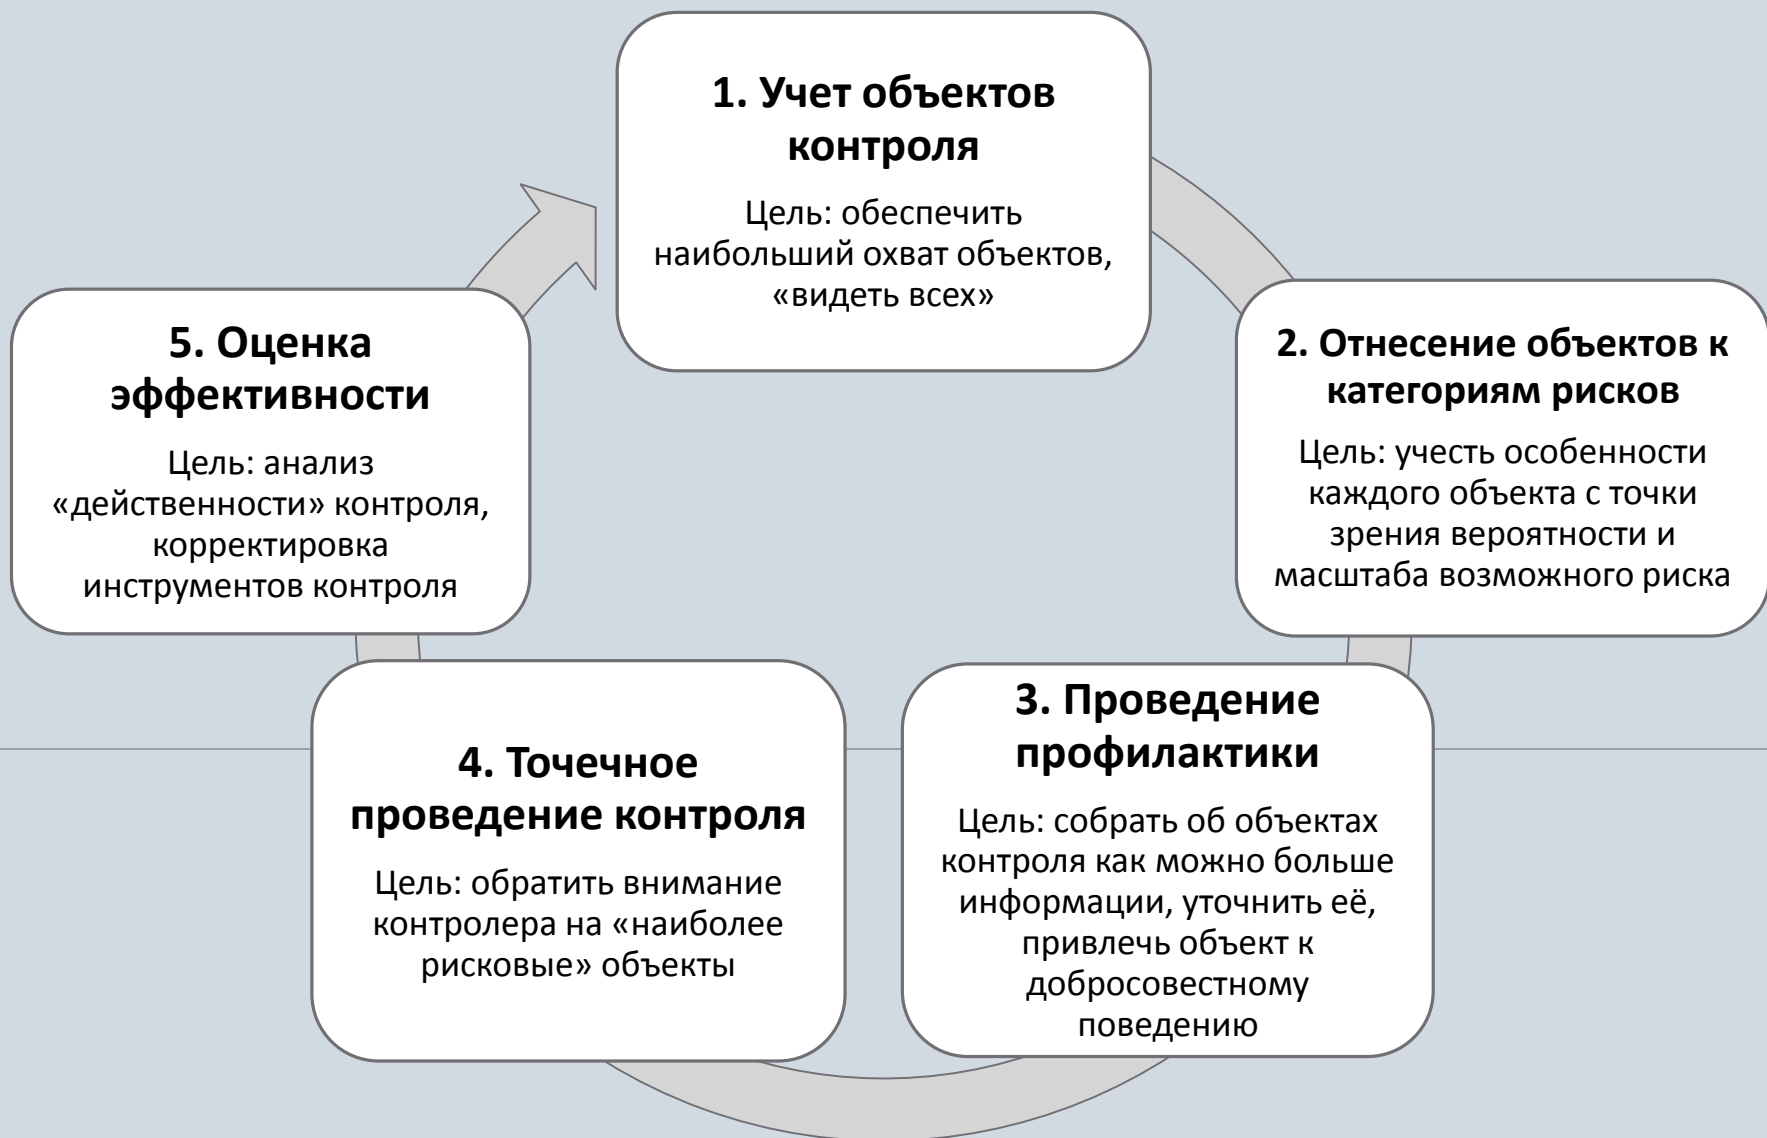 1. Учет объектов
контроля
Цель: обеспечить
наибольший охват объектов,
«видеть всех»
2. Отнесение объектов к
категориям рисков
Цель: учесть особенности
каждого объекта с точки
зрения вероятности и
масштаба возможного риска
3. Проведение
профилактики
Цель: собрать об объектах
контроля как можно больше
информации, уточнить её,
привлечь объект к
добросовестному
поведению
4. Точечное
проведение контроля
Цель: обратить внимание
контролера на «наиболее
рисковые» объекты
5. Оценка
эффективности
Цель: анализ
«действенности» контроля,
корректировка
инструментов контроля